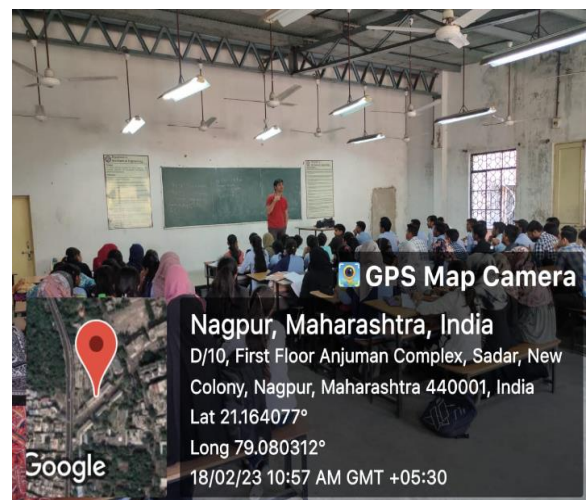 GPS Map Camera
Nagpur, Maharashtra, India
D/10, First Floor Anjuman Complex, Sadar, New
Colony, Nagpur, Maharashtra 440001, India
Lat 21.164077°
Long 79.080312°
18/02/23 10:57 AM GMT +05:30
Google